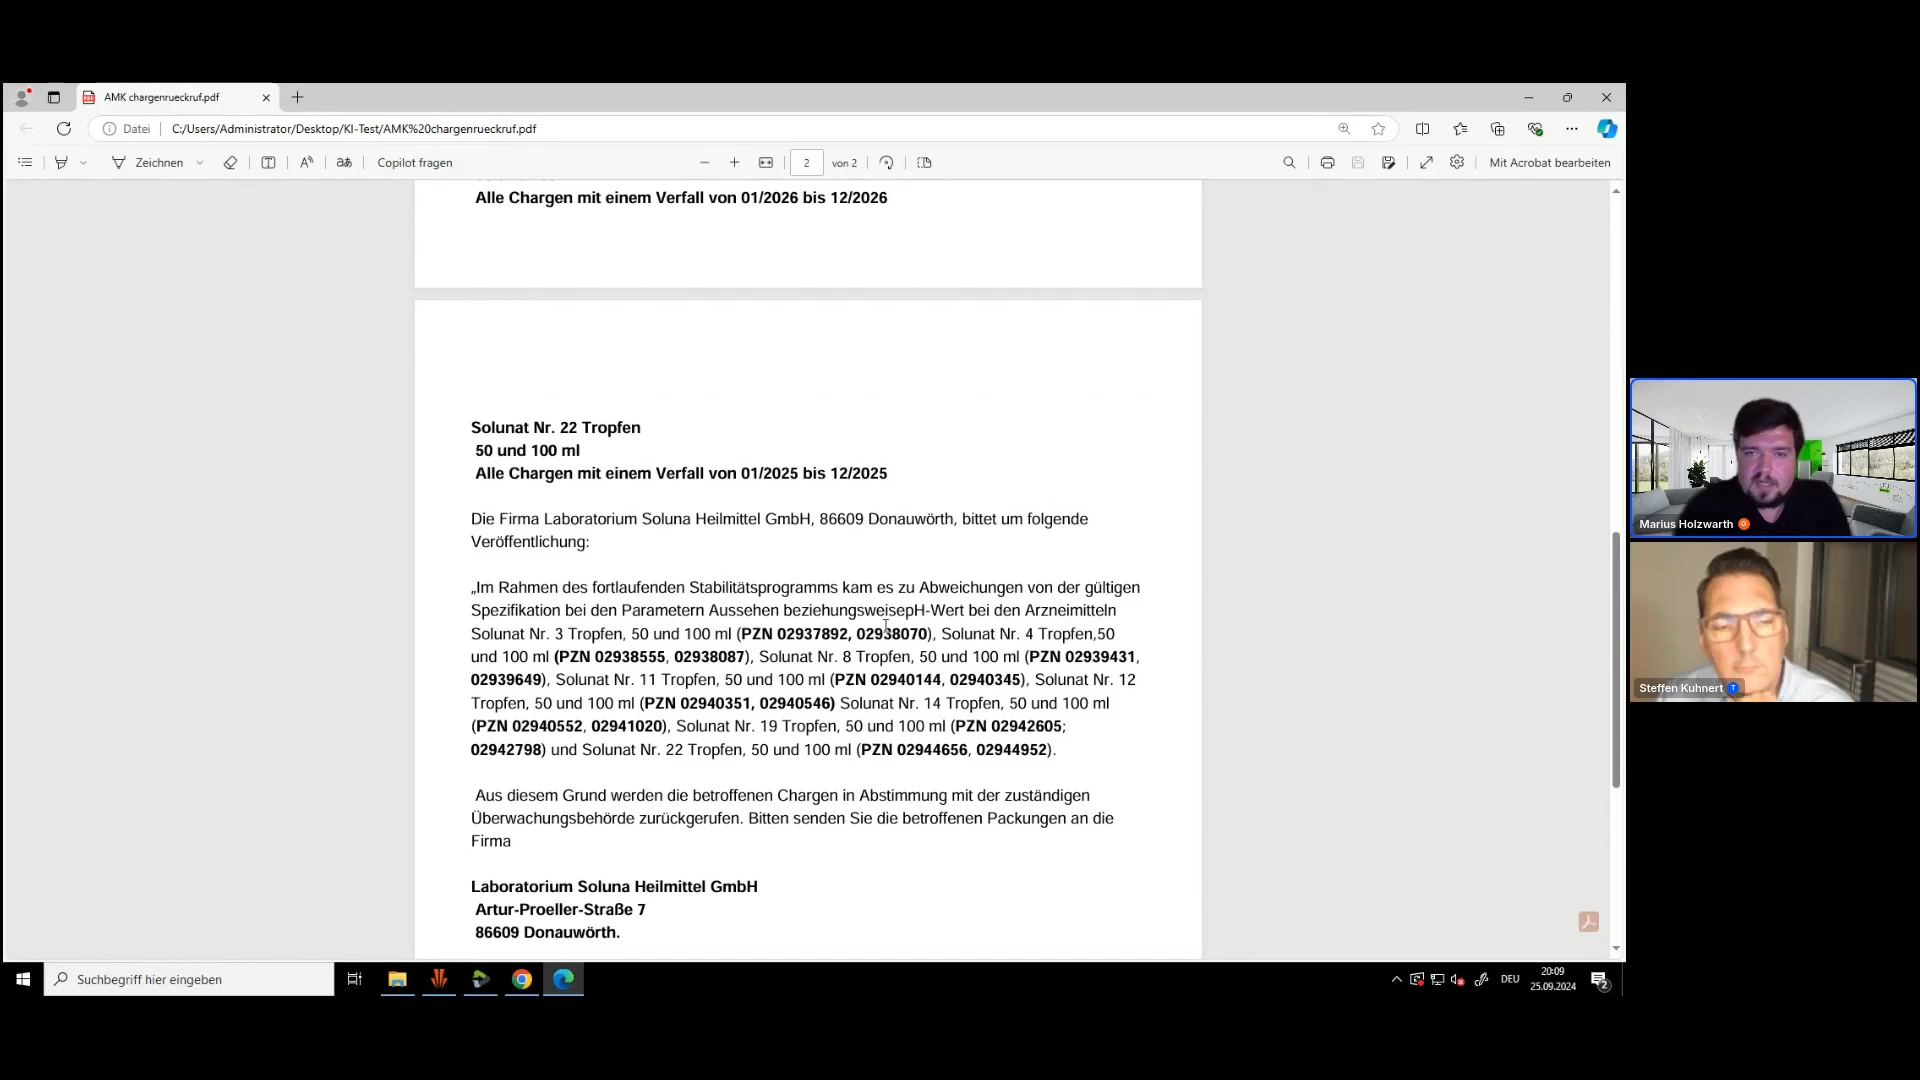 AMK chargenrueckruf.pdf
Datei
C:/Users/Administrator/Desktop/KI-Test/AMK%20chargenrueckruf.pdf
Zeichnen
aあ
Copilot fragen
2
von 2
Mit Acrobat bearbeiten
Alle Chargen mit einem Verfall von 01/2026 bis 12/2026
Solunat Nr. 22 Tropfen
50 und 100 ml
Alle Chargen mit einem Verfall von 01/2025 bis 12/2025
Die Firma Laboratorium Soluna Heilmittel GmbH, 86609 Donauwörth, bittet um folgende
Veröffentlichung:
„Im Rahmen des fortlaufenden Stabilitätsprogramms kam es zu Abweichungen von der gültigen
Spezifikation bei den Parametern Aussehen beziehungsweisepH-Wert bei den Arzneimitteln
Solunat Nr. 3 Tropfen, 50 und 100 ml (PZN 02937892, 02938070), Solunat Nr. 4 Tropfen,50
und 100 ml (PZN 02938555, 02938087), Solunat Nr. 8 Tropfen, 50 und 100 ml (PZN 02939431,
02939649), Solunat Nr. 11 Tropfen, 50 und 100 ml (PZN 02940144, 02940345), Solunat Nr. 12
Tropfen, 50 und 100 ml (PZN 02940351, 02940546) Solunat Nr. 14 Tropfen, 50 und 100 ml
(PZN 02940552, 02941020), Solunat Nr. 19 Tropfen, 50 und 100 ml (PZN 02942605;
02942798) und Solunat Nr. 22 Tropfen, 50 und 100 ml (PZN 02944656, 02944952).
Aus diesem Grund werden die betroffenen Chargen in Abstimmung mit der zuständigen
Überwachungsbehörde zurückgerufen. Bitten senden Sie die betroffenen Packungen an die
Firma
Laboratorium Soluna Heilmittel GmbH
Artur-Proeller-Straße 7
86609 Donauwörth.
Marius Holzwarth
Steffen Kuhnert
Suchbegriff hier eingeben
DEU
20:09
25.09.2024
2